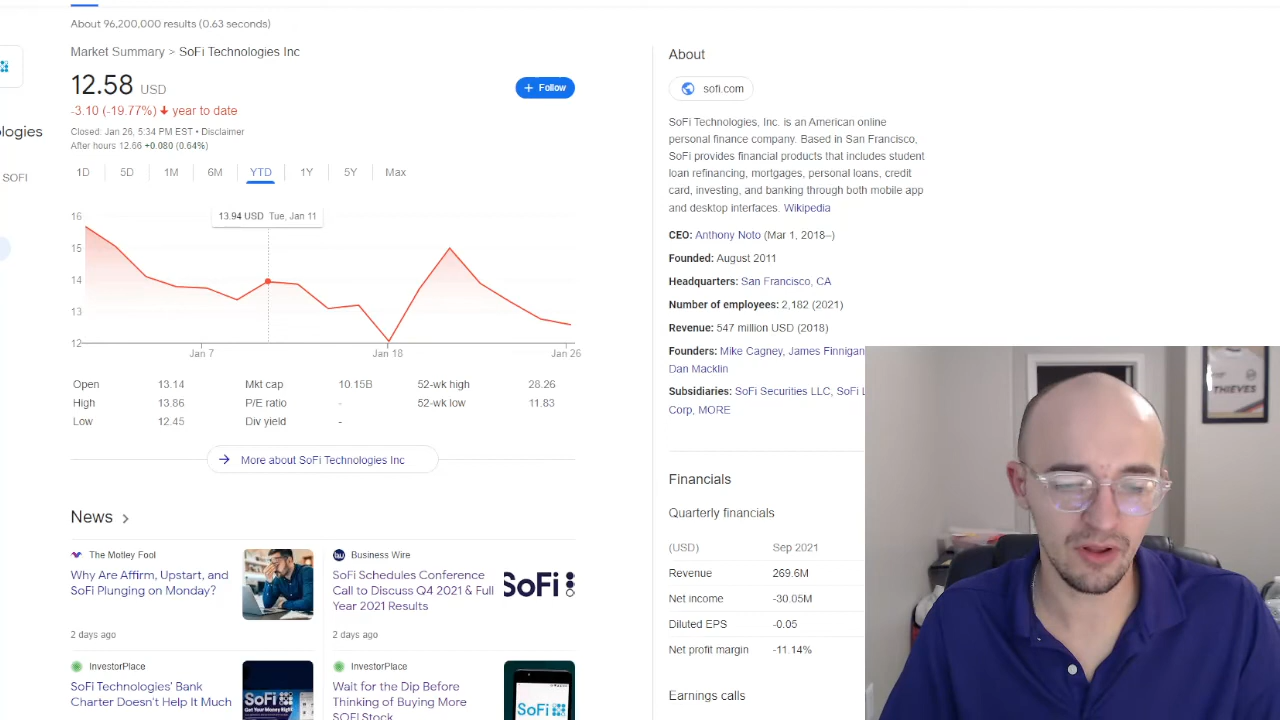 About 96,200,000 results (0.63 seconds)
Market Summary > SoFi Technologies Inc
12.58 USD
+ Follow
-3.10 (-19.77%) year to date
Closed: Jan 26, 5:34 PM EST • Disclaimer
After hours 12.66 +0.080 (0.64%)
1D 5D 1M 6M YTD 1Y 5Y Max
13.94 USD Tue, Jan 11
16
15
14
13
12
Jan 7 Jan 18 Jan 26
Open 13.14 Mkt cap 10.15B 52-wk high 28.26
High 13.86 P/E ratio - 52-wk low 11.83
Low 12.45 Div yield -
More about SoFi Technologies Inc
News
The Motley Fool
Why Are Affirm, Upstart, and
SoFi Plunging on Monday?
2 days ago
Business Wire
SoFi Schedules Conference
Call to Discuss Q4 2021 & Full
Year 2021 Results
2 days ago
SoFi
InvestorPlace
SoFi Technologies' Bank
Charter Doesn't Help It Much
SoFi
InvestorPlace
Wait for the Dip Before
Thinking of Buying More
SOFI Stock
SoFi
ologies
SOFI
About
sofi.com
SoFi Technologies, Inc. is an American online
personal finance company. Based in San Francisco,
SoFi provides financial products that includes student
loan refinancing, mortgages, personal loans, credit
card, investing, and banking through both mobile app
and desktop interfaces. Wikipedia
CEO: Anthony Noto (Mar 1, 2018–)
Founded: August 2011
Headquarters: San Francisco, CA
Number of employees: 2,182 (2021)
Revenue: 547 million USD (2018)
Founders: Mike Cagney, James Finnigan
Dan Macklin
Subsidiaries: SoFi Securities LLC, SoFi L
Corp, MORE
Financials
Quarterly financials
(USD) Sep 2021
Revenue 269.6M
Net income -30.05M
Diluted EPS -0.05
Net profit margin -11.14%
Earnings calls
THIEVES